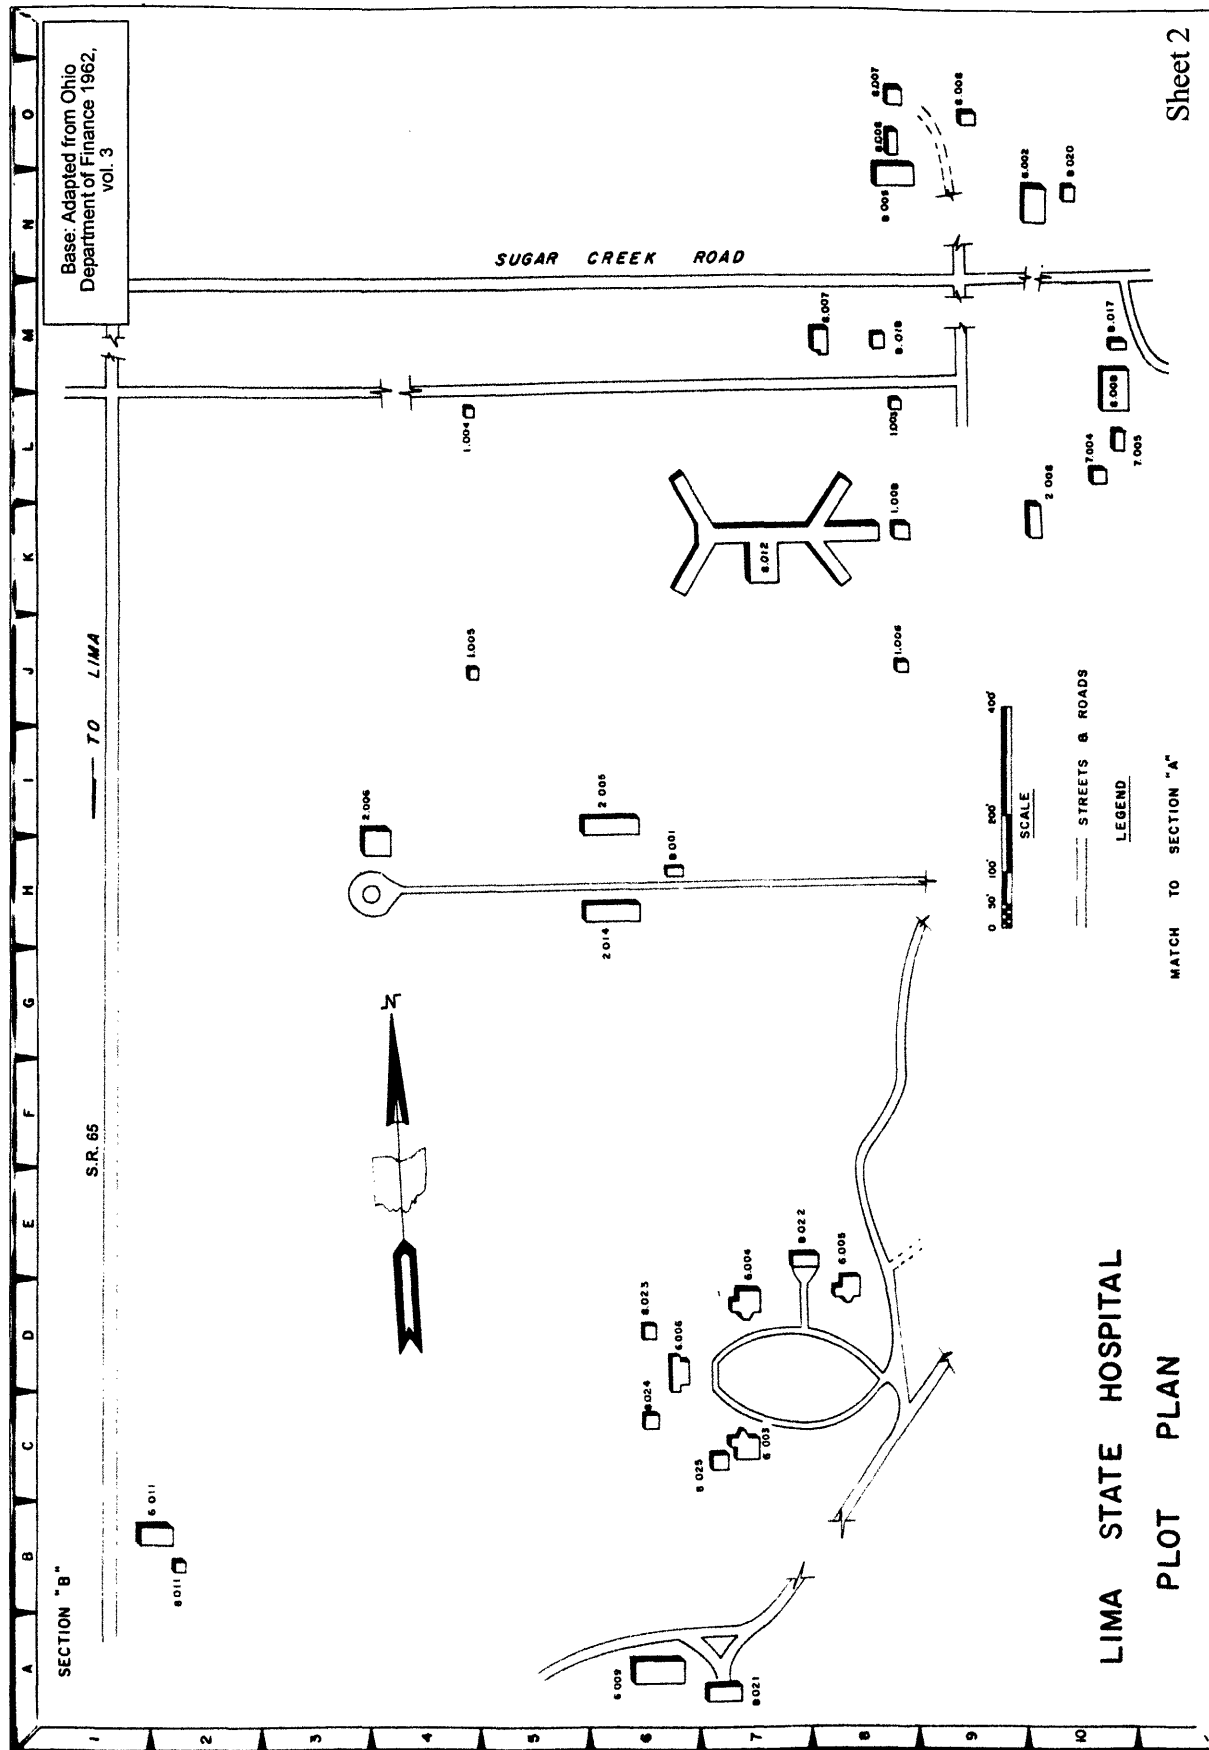 Base: Adapted from Ohio
Department of Finance 1962,
vol. 3
SECTION "B"
A B C D E F G H I J K L M N O
1
2
3
4
5
6
7
8
9
10
S.R. 65
TO LIMA
SUGAR CREEK ROAD
6 011
8 011
6 009
8 021
8 025
6 003
8.024
6.006
8.023
6.004
8 022
6.005
N
2.006
2 005
8 001
2 014
1.005
1.006
1.004
1.003
1.008
8.012
8.007
8.018
8 005
8.007
8.008
6.002
8 020
8.017
7.004
7.005
2 008
0 50' 100' 200' 400'
SCALE
STREETS & ROADS
LEGEND
MATCH TO SECTION "A"
LIMA STATE HOSPITAL
PLOT PLAN
Sheet 2